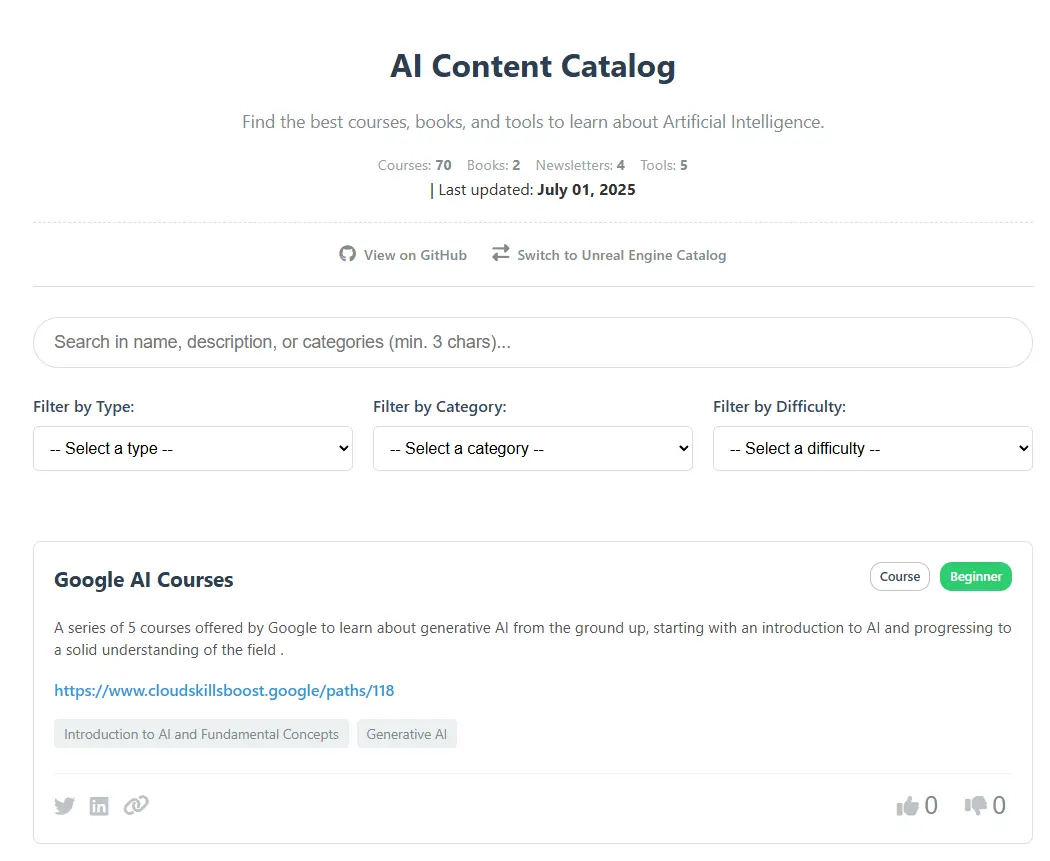 AI Content Catalog
Find the best courses, books, and tools to learn about Artificial Intelligence.
Courses: 70 Books: 2 Newsletters: 4 Tools: 5
| Last updated: July 01, 2025
View on GitHub Switch to Unreal Engine Catalog
Search in name, description, or categories (min. 3 chars)...
Filter by Type: Filter by Category: Filter by Difficulty:
-- Select a type -- -- Select a category -- -- Select a difficulty --
Google AI Courses Course Beginner
A series of 5 courses offered by Google to learn about generative AI from the ground up, starting with an introduction to AI and progressing to
a solid understanding of the field .
https://www.cloudskillsboost.google/paths/118
Introduction to AI and Fundamental Concepts Generative AI
in 0 0